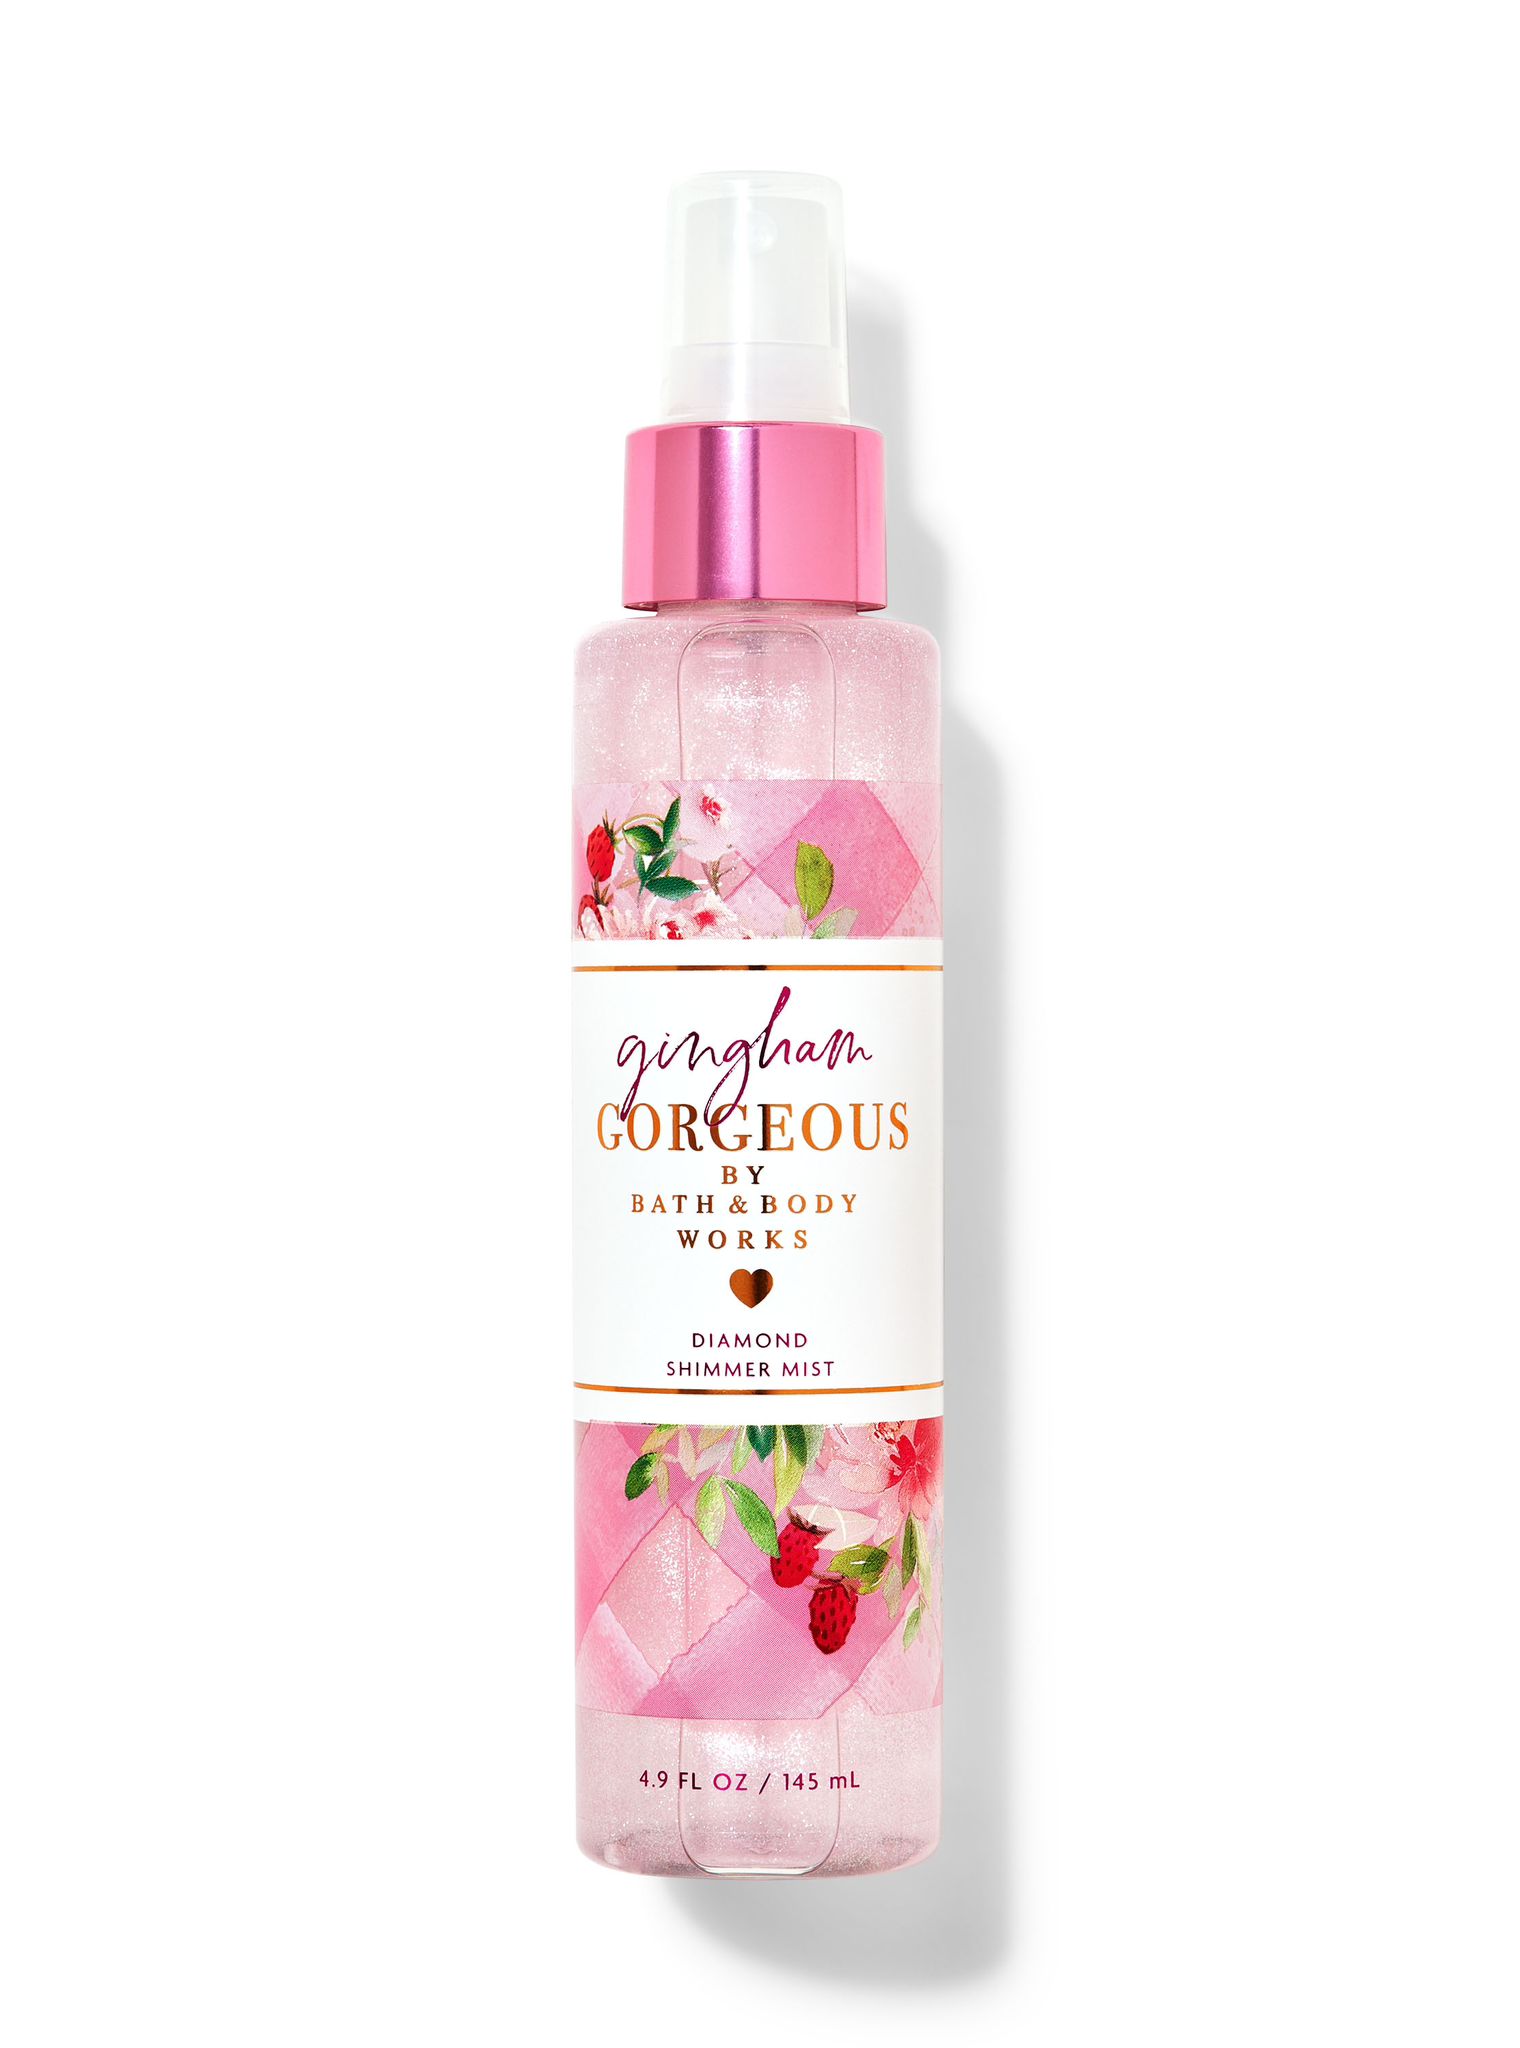 gingham
GORGEOUS
BY
BATH & BODY
WORKS
DIAMOND
SHIMMER MIST
4.9 FL OZ / 145 mL